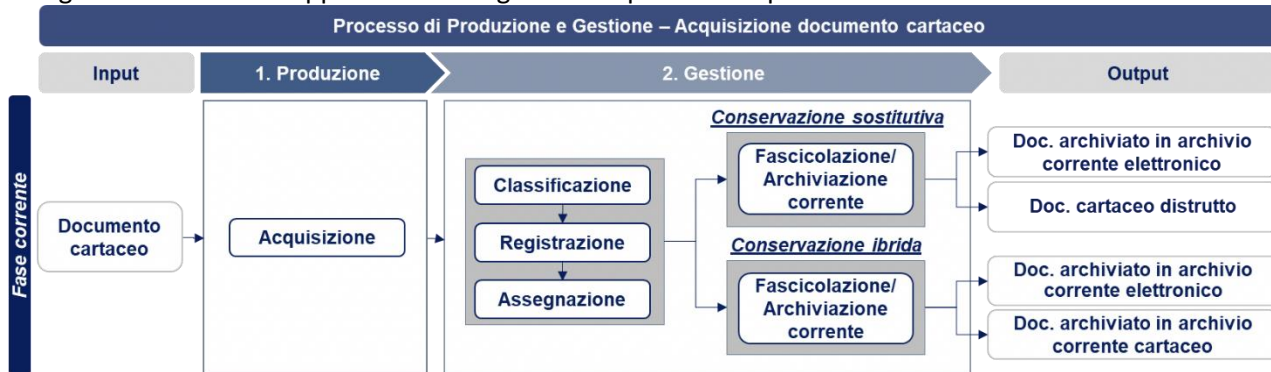 Processo di Produzione e Gestione – Acquisizione documento cartaceo
Input
1. Produzione
2. Gestione
Output
Fase corrente
Documento
cartaceo
Acquisizione
Classificazione
Registrazione
Assegnazione
Conservazione sostitutiva
Fascicolazione/
Archiviazione
corrente
Conservazione ibrida
Fascicolazione/
Archiviazione
corrente
Doc. archiviato in archivio
corrente elettronico
Doc. cartaceo distrutto
Doc. archiviato in archivio
corrente elettronico
Doc. archiviato in archivio
corrente cartaceo